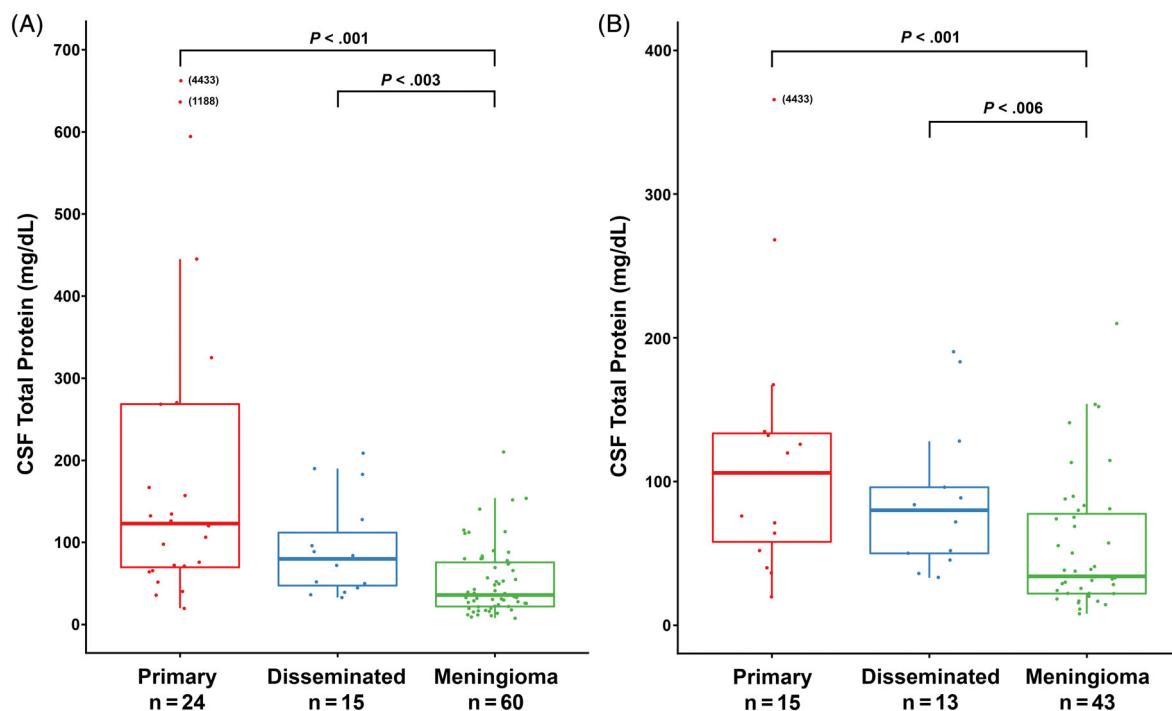 (A)
CSF Total Protein (mg/dL)
700
600
500
400
300
200
100
0
P < .001
P < .003
(4433)
(1188)
Primary
n = 24
Disseminated
n = 15
Meningioma
n = 60
(B)
CSF Total Protein (mg/dL)
400
300
200
100
0
P < .001
P < .006
(4433)
Primary
n = 15
Disseminated
n = 13
Meningioma
n = 43